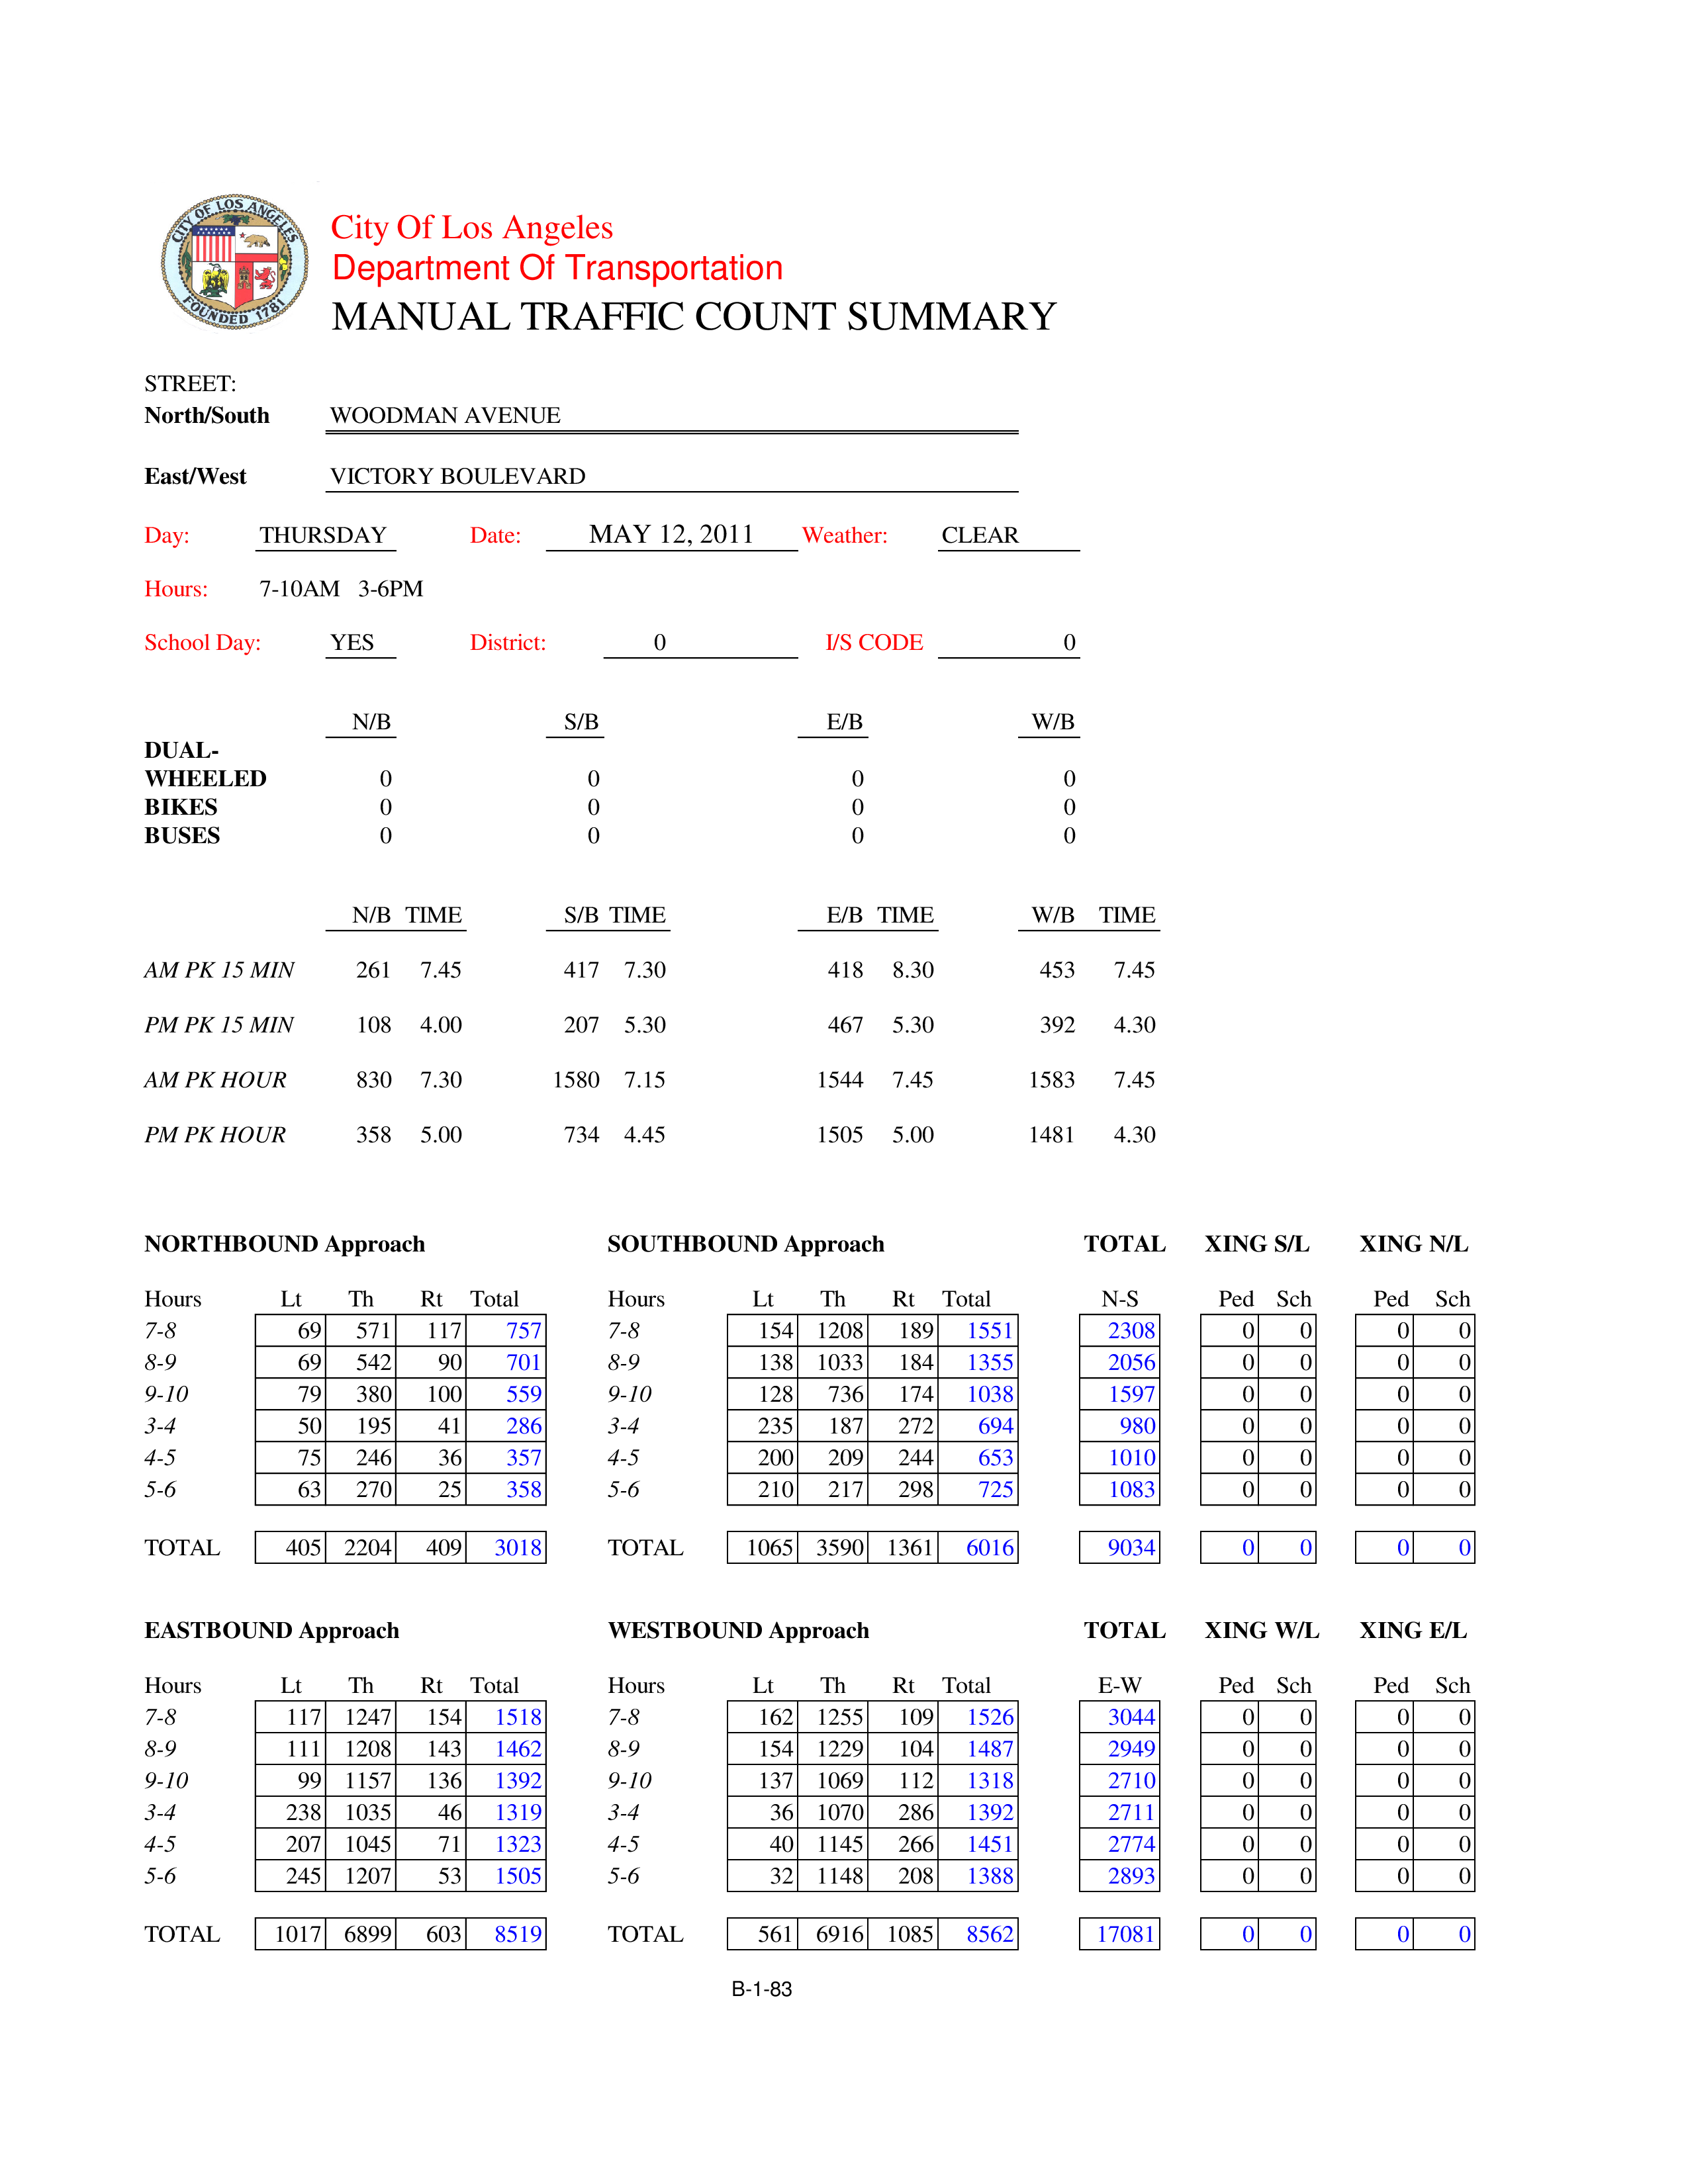 CITY OF LOS ANGELES
FOUNDED 1781
City Of Los Angeles
Department Of Transportation
MANUAL TRAFFIC COUNT SUMMARY
STREET:
North/South WOODMAN AVENUE
East/West VICTORY BOULEVARD
Day: THURSDAY Date: MAY 12, 2011 Weather: CLEAR
Hours: 7-10AM 3-6PM
School Day: YES District: 0 I/S CODE 0
N/B S/B E/B W/B
DUAL-
WHEELED 0 0 0 0
BIKES 0 0 0 0
BUSES 0 0 0 0
N/B TIME S/B TIME E/B TIME W/B TIME
AM PK 15 MIN 261 7.45 417 7.30 418 8.30 453 7.45
PM PK 15 MIN 108 4.00 207 5.30 467 5.30 392 4.30
AM PK HOUR 830 7.30 1580 7.15 1544 7.45 1583 7.45
PM PK HOUR 358 5.00 734 4.45 1505 5.00 1481 4.30
NORTHBOUND Approach SOUTHBOUND Approach TOTAL XING S/L XING N/L
Hours Lt Th Rt Total Hours Lt Th Rt Total N-S Ped Sch Ped Sch
7-8 69 571 117 757 7-8 154 1208 189 1551 2308 0 0 0 0
8-9 69 542 90 701 8-9 138 1033 184 1355 2056 0 0 0 0
9-10 79 380 100 559 9-10 128 736 174 1038 1597 0 0 0 0
3-4 50 195 41 286 3-4 235 187 272 694 980 0 0 0 0
4-5 75 246 36 357 4-5 200 209 244 653 1010 0 0 0 0
5-6 63 270 25 358 5-6 210 217 298 725 1083 0 0 0 0
TOTAL 405 2204 409 3018 TOTAL 1065 3590 1361 6016 9034 0 0 0 0
EASTBOUND Approach WESTBOUND Approach TOTAL XING W/L XING E/L
Hours Lt Th Rt Total Hours Lt Th Rt Total E-W Ped Sch Ped Sch
7-8 117 1247 154 1518 7-8 162 1255 109 1526 3044 0 0 0 0
8-9 111 1208 143 1462 8-9 154 1229 104 1487 2949 0 0 0 0
9-10 99 1157 136 1392 9-10 137 1069 112 1318 2710 0 0 0 0
3-4 238 1035 46 1319 3-4 36 1070 286 1392 2711 0 0 0 0
4-5 207 1045 71 1323 4-5 40 1145 266 1451 2774 0 0 0 0
5-6 245 1207 53 1505 5-6 32 1148 208 1388 2893 0 0 0 0
TOTAL 1017 6899 603 8519 TOTAL 561 6916 1085 8562 17081 0 0 0 0
B-1-83